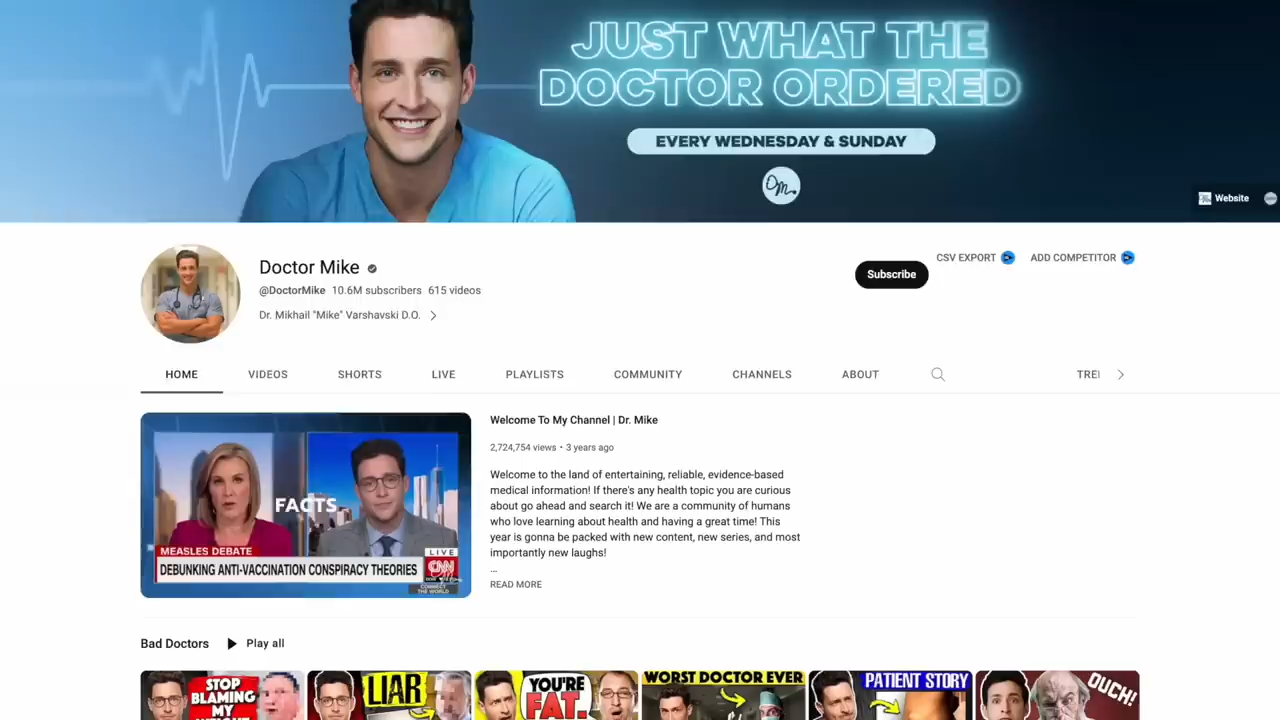 JUST WHAT THE
DOCTOR ORDERED
EVERY WEDNESDAY & SUNDAY
Website
Doctor Mike
@DoctorMike 10.6M subscribers 615 videos
Dr. Mikhail "Mike" Varshavski D.O.
Subscribe
CSV EXPORT
ADD COMPETITOR
HOME VIDEOS SHORTS LIVE PLAYLISTS COMMUNITY CHANNELS ABOUT
FACTS
MEASLES DEBATE
LIVE
DEBUNKING ANTI-VACCINATION CONSPIRACY THEORIES
CNN
CONNECT
THE WORLD
Welcome To My Channel | Dr. Mike
2,724,754 views • 3 years ago
Welcome to the land of entertaining, reliable, evidence-based
medical information! If there's any health topic you are curious
about go ahead and search it! We are a community of humans
who love learning about health and having a great time! This
year is gonna be packed with new content, new series, and most
importantly new laughs!
...
READ MORE
Bad Doctors Play all
STOP
BLAMING
MY
LIAR
YOU'RE
FAT.
WORST DOCTOR EVER
PATIENT STORY
OUCH!